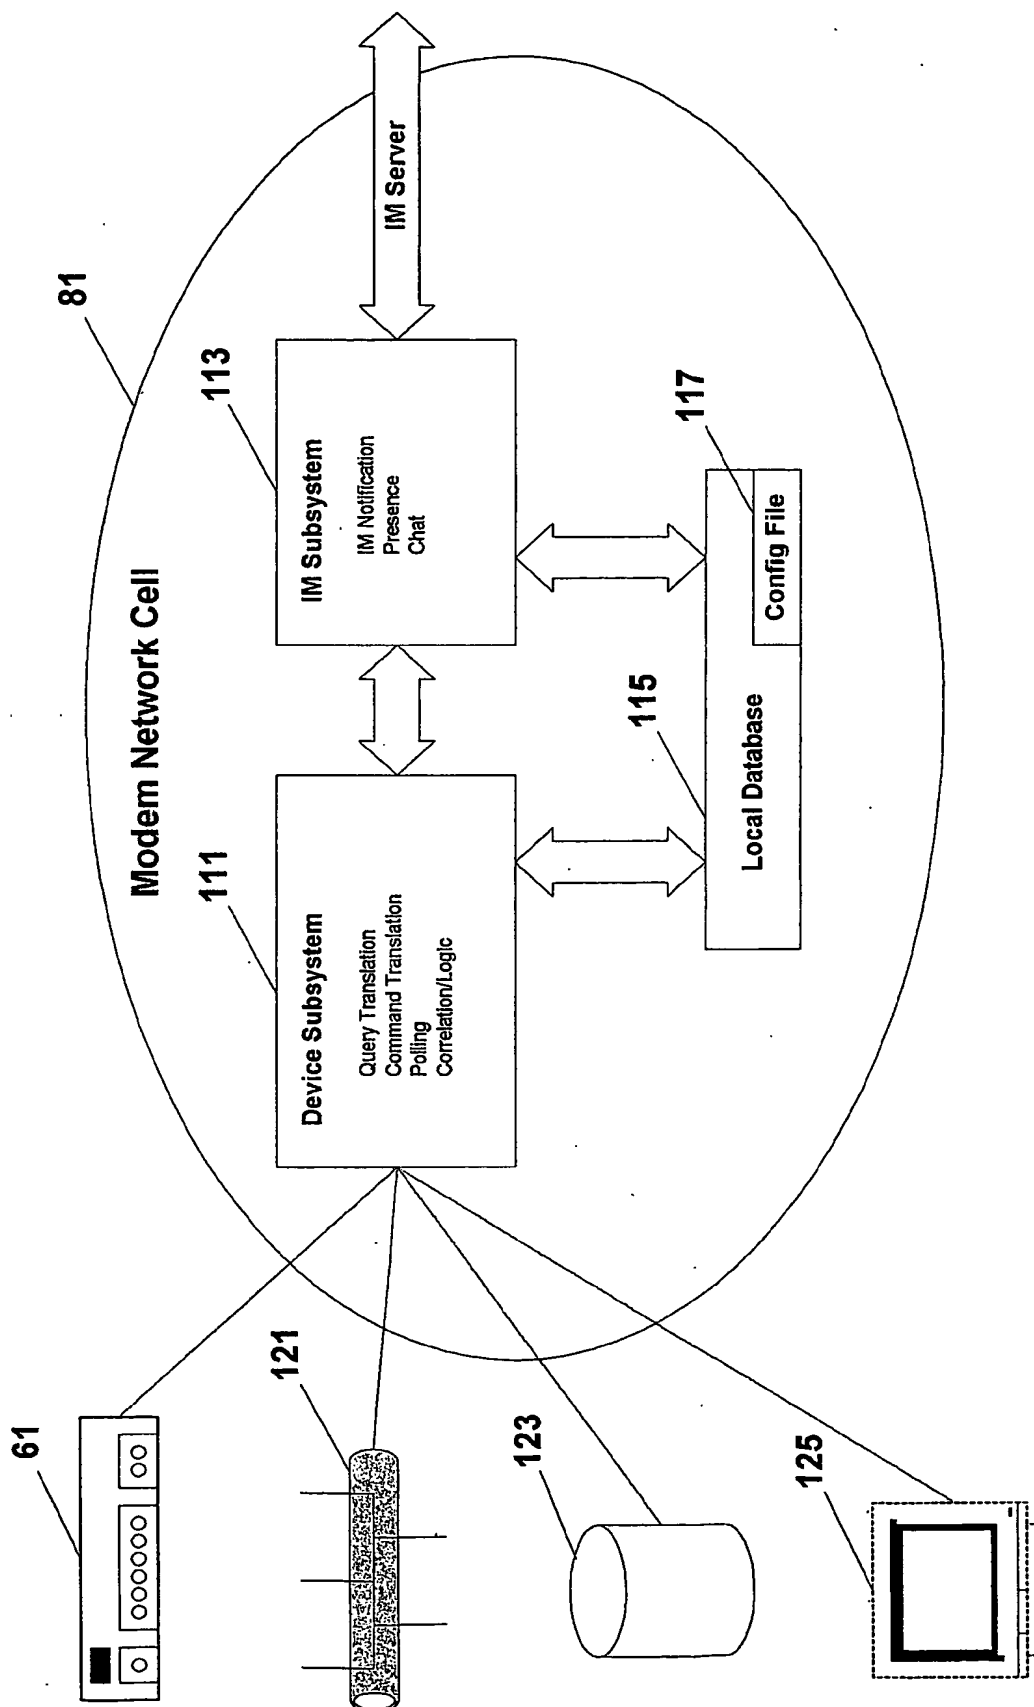 81
Modem Network Cell
61
111
113
Device Subsystem
Query Translation
Command Translation
Polling
Correlation/Logic
IM Subsystem
IM Notification
Presence
Chat
IM Server
121
123
115
117
Local Database
Config File
125